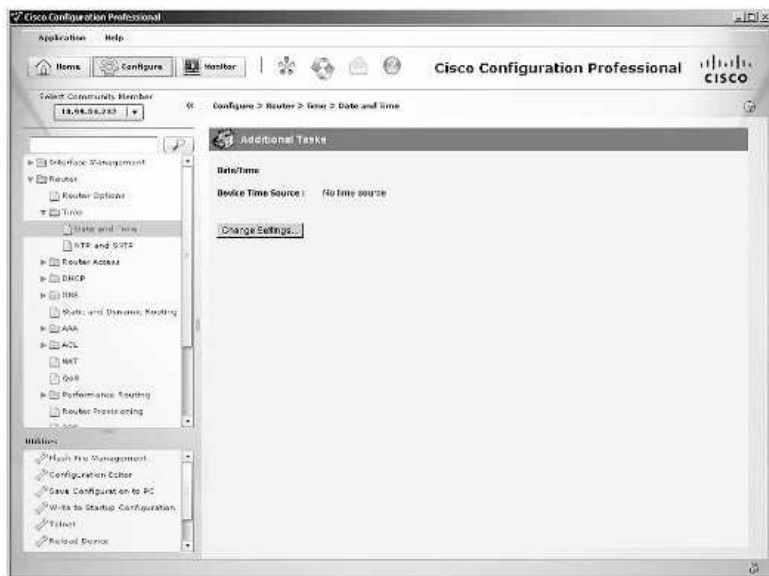 Cisco Configuration Professional
Application Help
Home Configure Monitor Cisco Configuration Professional CISCO
Select Community Member
Configure > Router > Time > Date and Time
Additional Tasks
Interface Management
Router
Router Options
Time
Date and Time
NTP and SNTP
Router Access
DHCP
DNS
Static and Dynamic Routing
AAA
ACL
NAT
QoS
Performance Routing
Router Provisioning
Date/Time
Device Time Source : No time source
Change Settings...
Utilities
Flash File Management
Configuration Editor
Save Configuration to PC
Write to Startup Configuration
Telnet
Reload Device